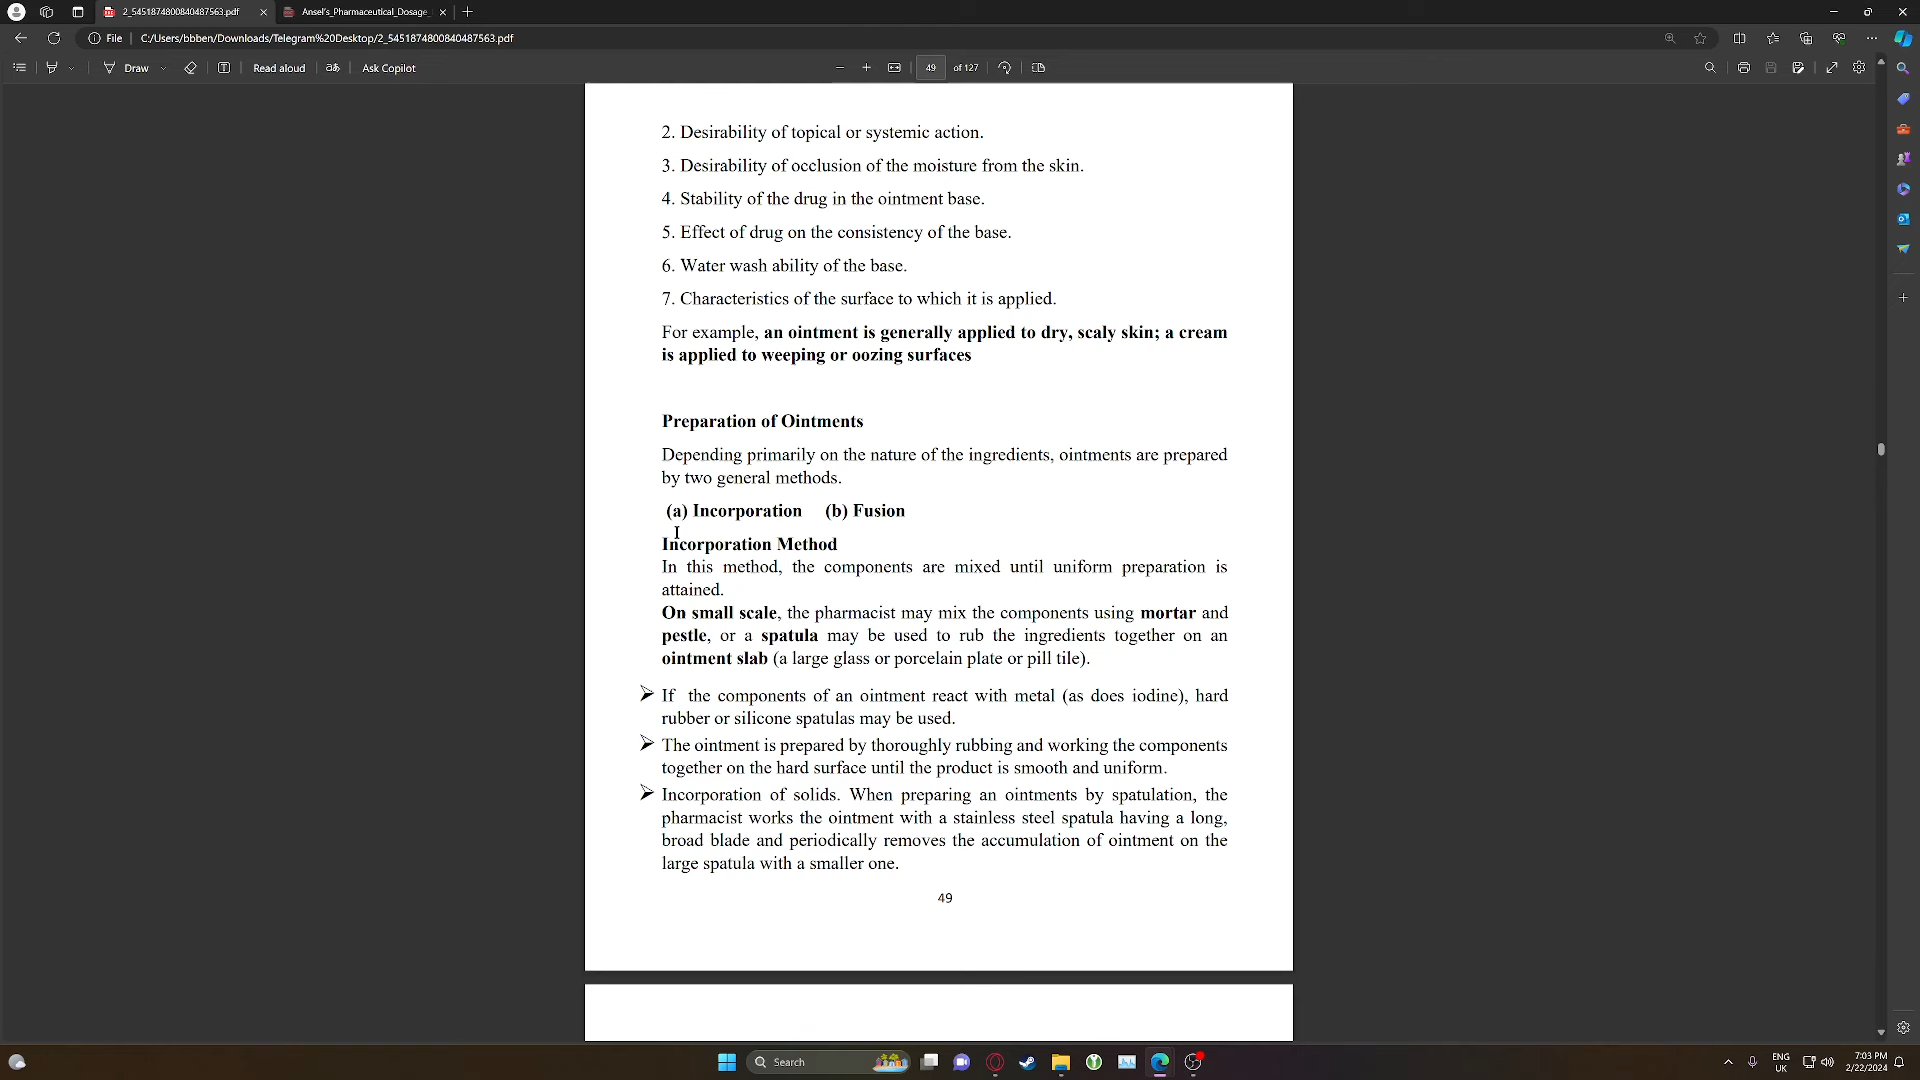 2_5451874800840487563.pdf
Ansel's_Pharmaceutical_Dosage_
File
C:/Users/bbben/Downloads/Telegram%20Desktop/2_5451874800840487563.pdf
Draw
Read aloud
Ask Copilot
49
of 127
2. Desirability of topical or systemic action.
3. Desirability of occlusion of the moisture from the skin.
4. Stability of the drug in the ointment base.
5. Effect of drug on the consistency of the base.
6. Water wash ability of the base.
7. Characteristics of the surface to which it is applied.
For example, an ointment is generally applied to dry, scaly skin; a cream
is applied to weeping or oozing surfaces
Preparation of Ointments
Depending primarily on the nature of the ingredients, ointments are prepared
by two general methods.
(a) Incorporation (b) Fusion
Incorporation Method
In this method, the components are mixed until uniform preparation is
attained.
On small scale, the pharmacist may mix the components using mortar and
pestle, or a spatula may be used to rub the ingredients together on an
ointment slab (a large glass or porcelain plate or pill tile).
➢ If the components of an ointment react with metal (as does iodine), hard
rubber or silicone spatulas may be used.
➢ The ointment is prepared by thoroughly rubbing and working the components
together on the hard surface until the product is smooth and uniform.
➢ Incorporation of solids. When preparing an ointments by spatulation, the
pharmacist works the ointment with a stainless steel spatula having a long,
broad blade and periodically removes the accumulation of ointment on the
large spatula with a smaller one.
49
Search
ENG
UK
7:03 PM
2/22/2024